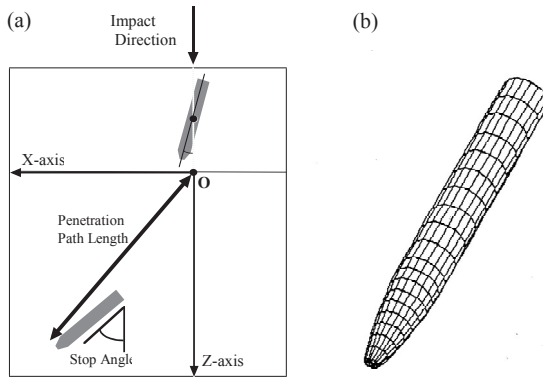 (a)
Impact
Direction
X-axis
O
Penetration
Path Length
Stop Angle
Z-axis
(b)